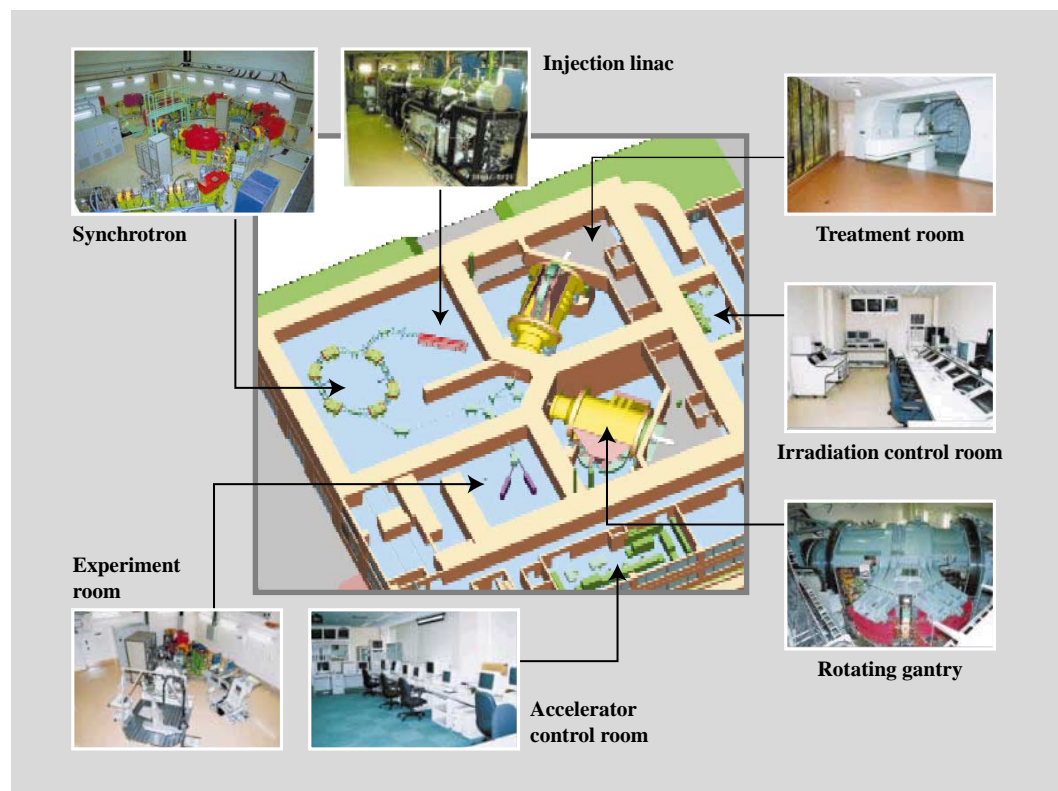 Injection linac
Synchrotron
Treatment room
Irradiation control room
Experiment
room
Rotating gantry
Accelerator
control room